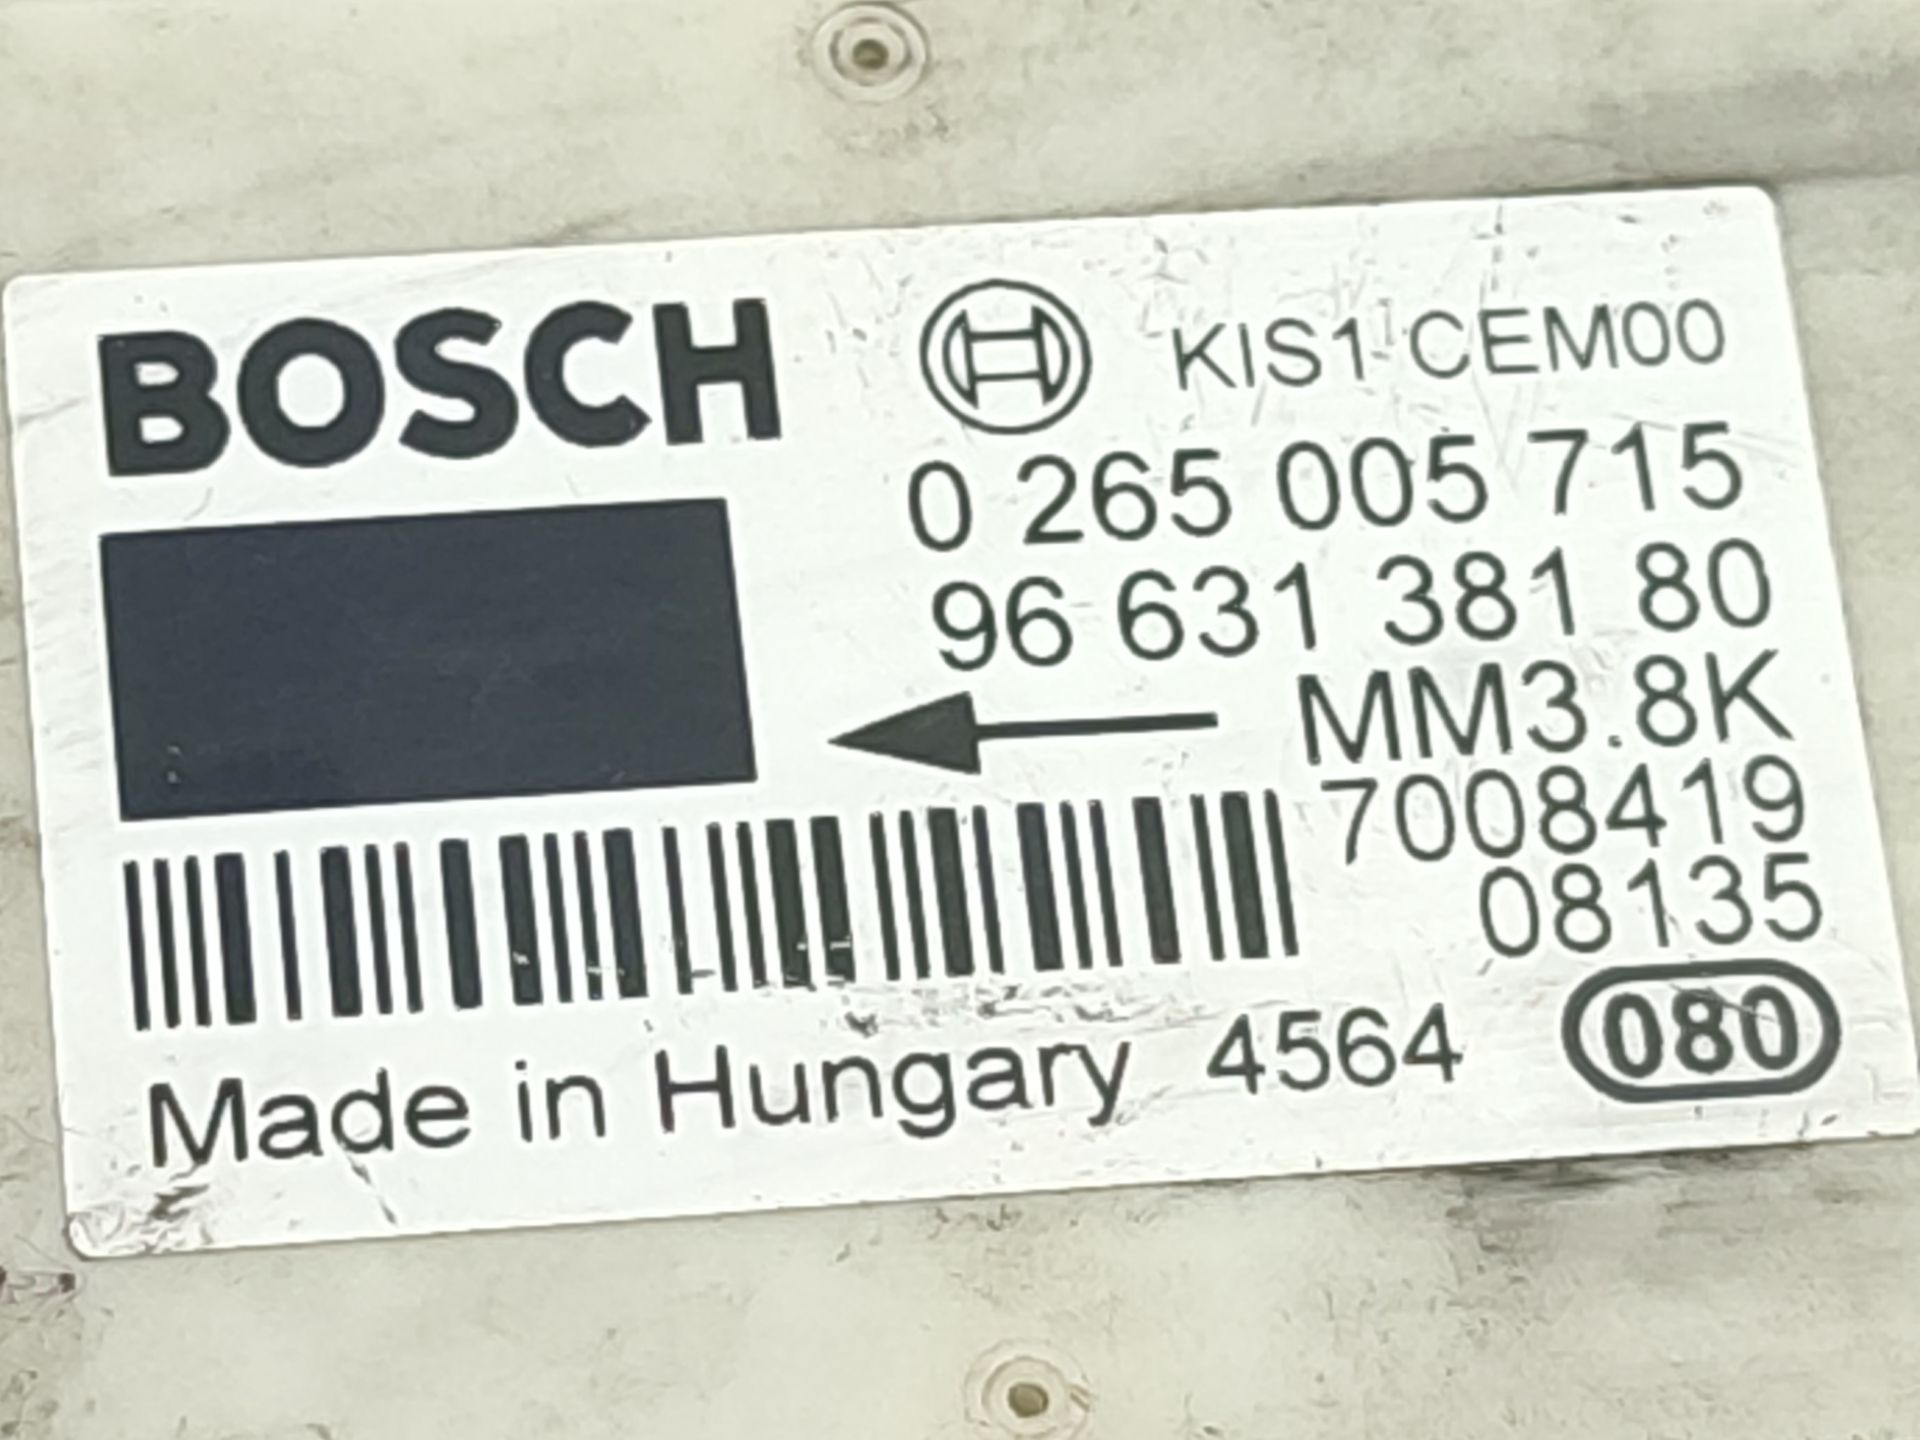 BOSCH
KIS1 CEM00
0 265 005 715
96 631 381 80
MM3.8K
7008419
08135
Made in Hungary 4564 080